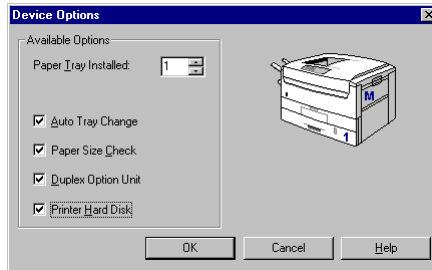 Device Options
Available Options
Paper Tray Installed: 1
M
Auto Tray Change
Paper Size Check
1
Duplex Option Unit
Printer Hard Disk
OK Cancel Help